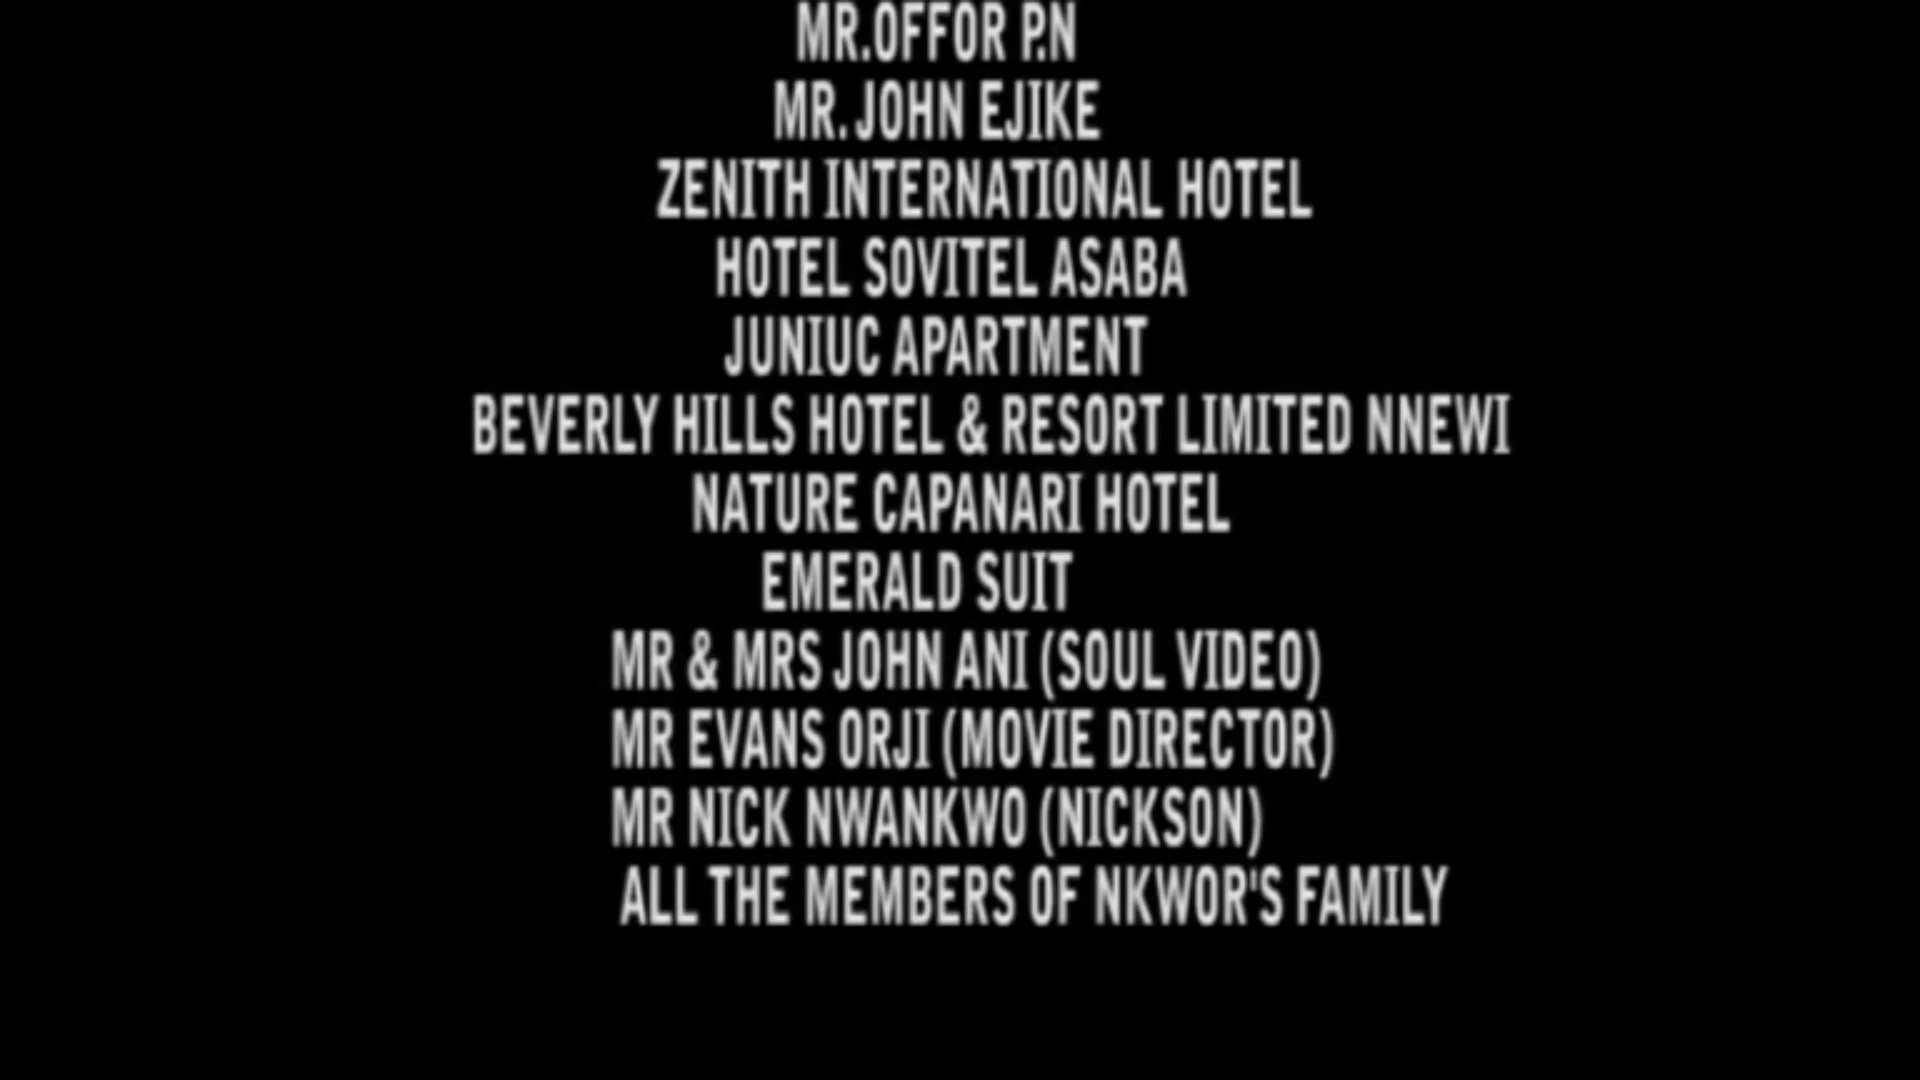 MR.OFFOR P.N
MR.JOHN EJIKE
ZENITH INTERNATIONAL HOTEL
HOTEL SOVITEL ASABA
JUNIUC APARTMENT
BEVERLY HILLS HOTEL & RESORT LIMITED NNEWI
NATURE CAPANARI HOTEL
EMERALD SUIT
MR & MRS JOHN ANI (SOUL VIDEO)
MR EVANS ORJI (MOVIE DIRECTOR)
MR NICK NWANKWO (NICKSON)
ALL THE MEMBERS OF NKWOR'S FAMILY